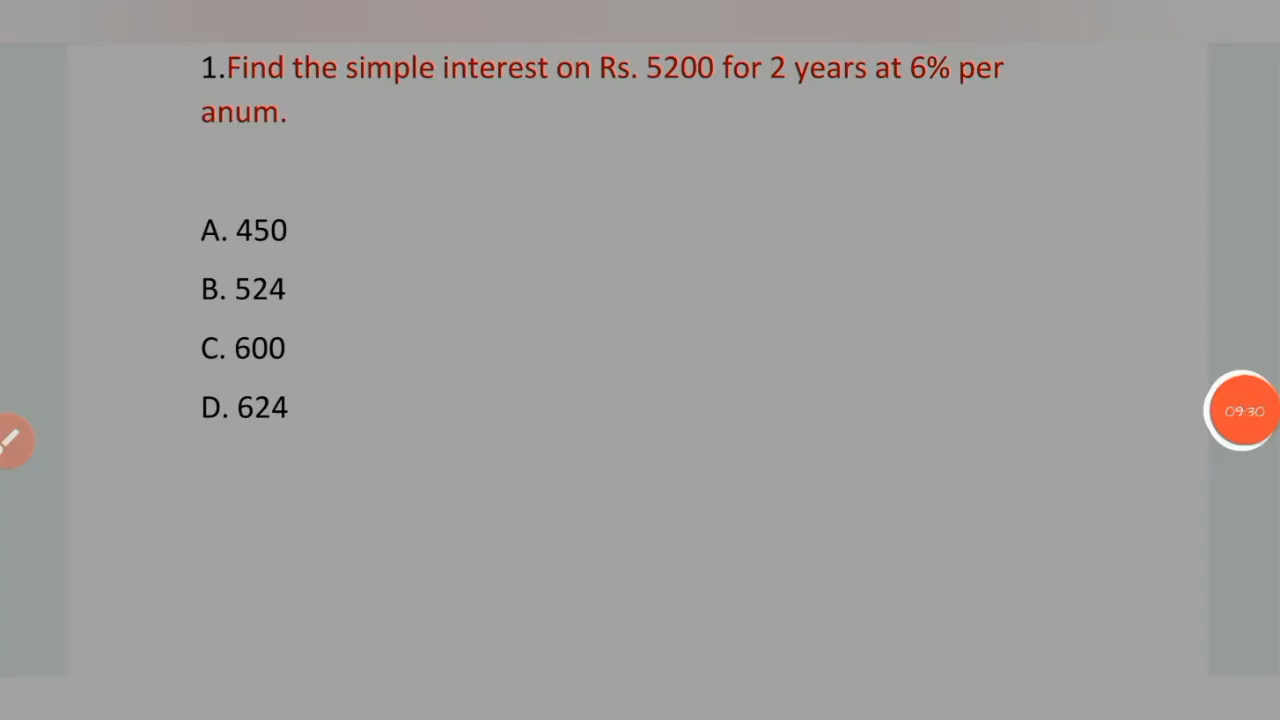 1.Find the simple interest on Rs. 5200 for 2 years at 6% per
anum.
A. 450
B. 524
C. 600
D. 624
09:30